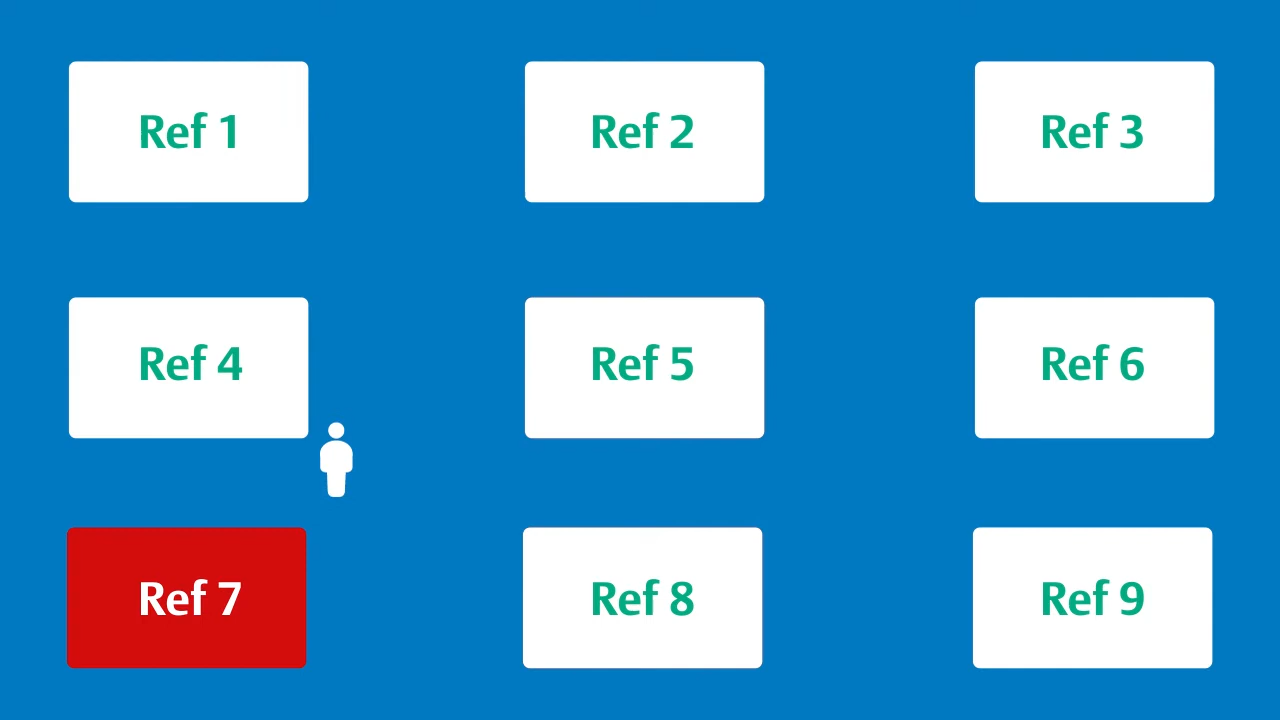 Ref 1
Ref 2
Ref 3
Ref 4
Ref 5
Ref 6
Ref 7
Ref 8
Ref 9